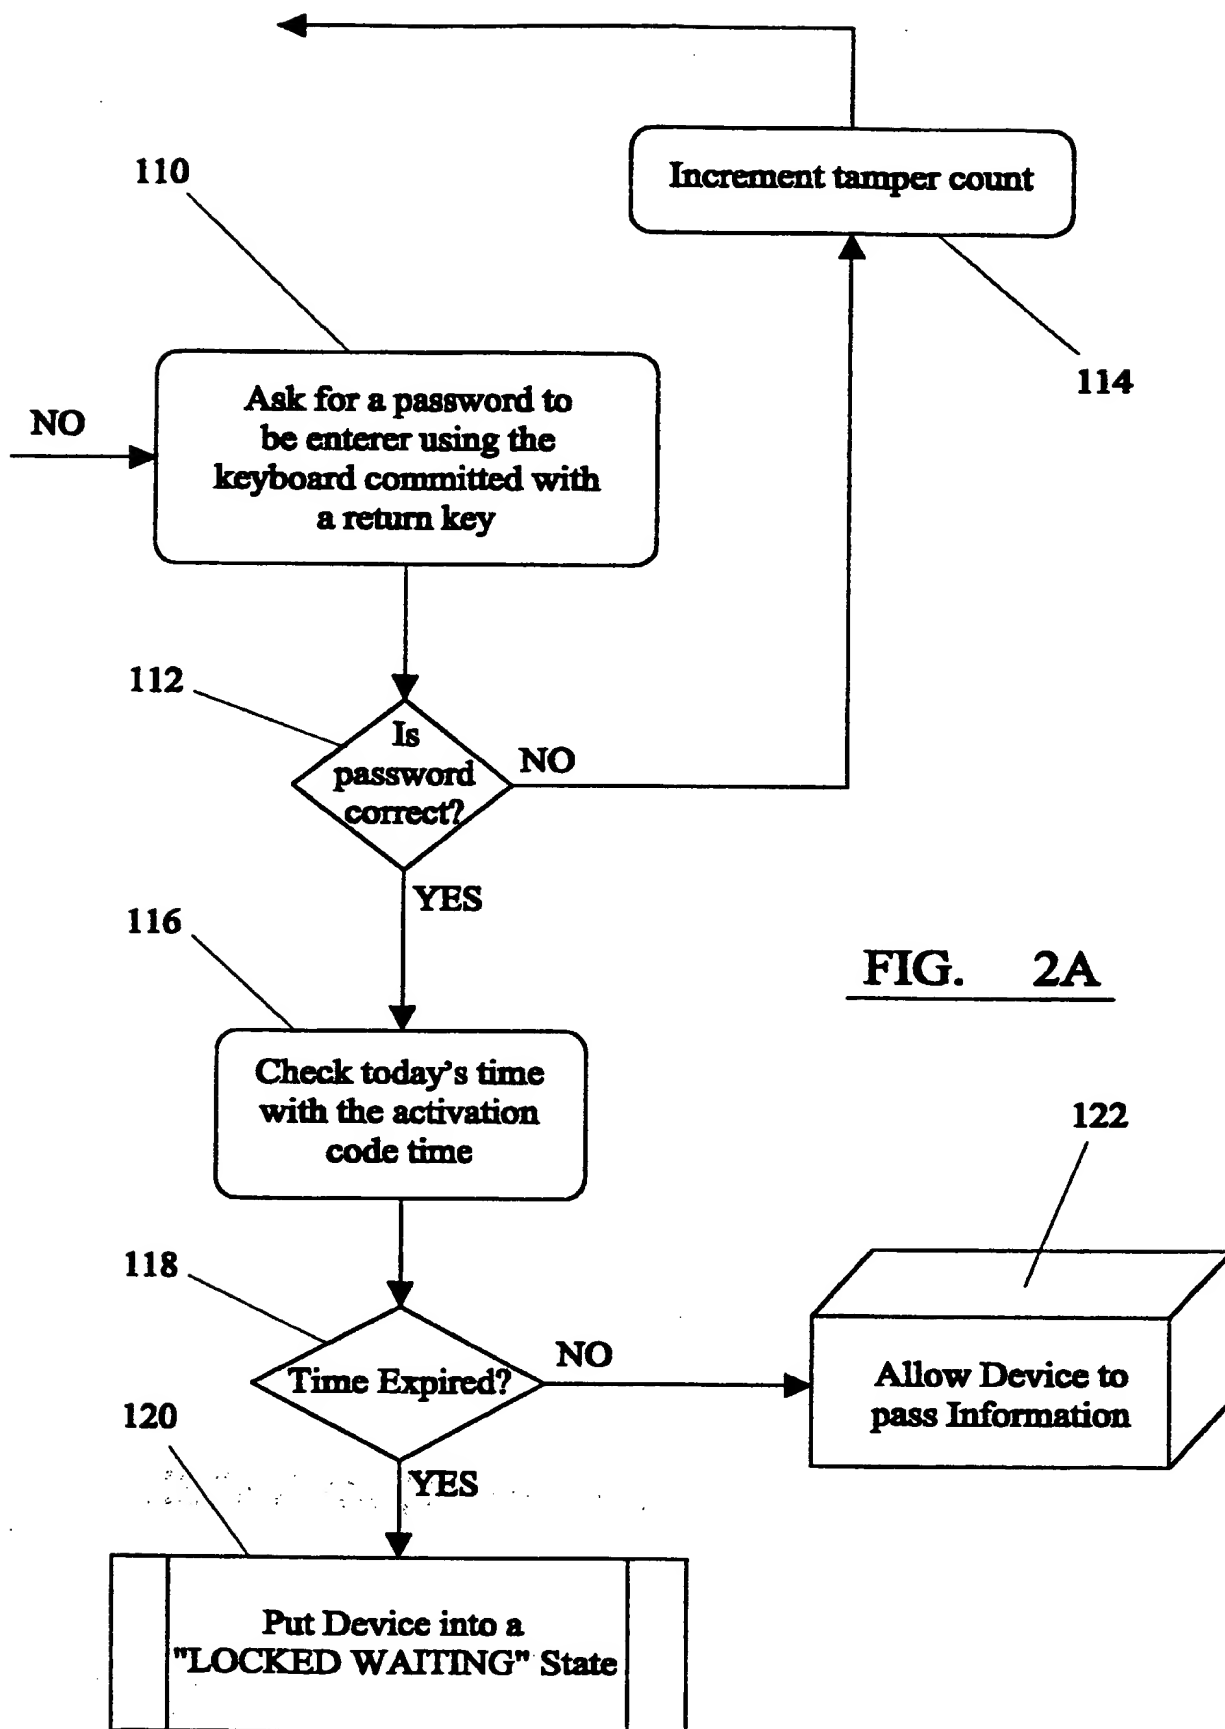 110
Increment tamper count
114
NO
Ask for a password to
be enterer using the
keyboard committed with
a return key
112
Is
password
correct?
NO
YES
116
FIG. 2A
Check today's time
with the activation
code time
122
118
Time Expired?
NO
Allow Device to
pass Information
120
YES
Put Device into a
"LOCKED WAITING" State